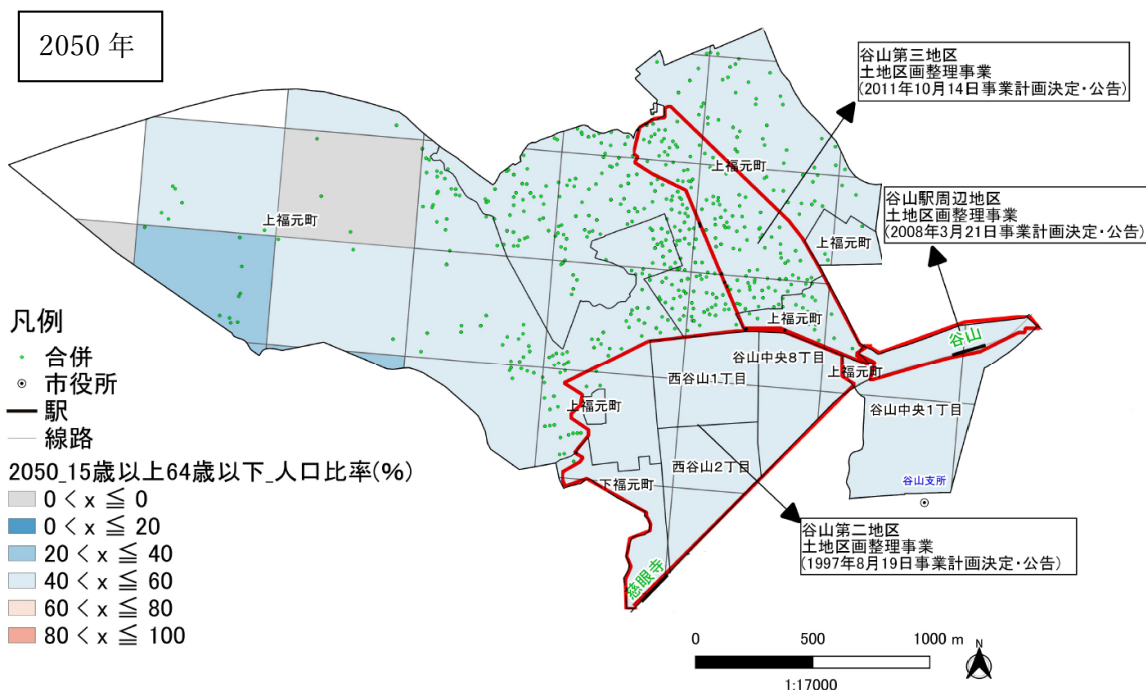 2050 年
谷山第三地区
土地区画整理事業
(2011年10月14日事業計画決定・公告)
上福元町
谷山駅周辺地区
土地区画整理事業
(2008年3月21日事業計画決定・公告)
上福元町
上福元町
上福元町
谷山
谷山中央8丁目
上福元町
西谷山1丁目
上福元町
谷山中央1丁目
西谷山2丁目
下福元町
谷山支所
谷山第二地区
土地区画整理事業
(1997年8月19日事業計画決定・公告)
慈眼寺
凡例
合併
市役所
駅
線路
2050_15歳以上64歳以下_人口比率(%)
0 < x ≦ 0
0 < x ≦ 20
20 < x ≦ 40
40 < x ≦ 60
60 < x ≦ 80
80 < x ≦ 100
0 500 1000 m
N
1:17000